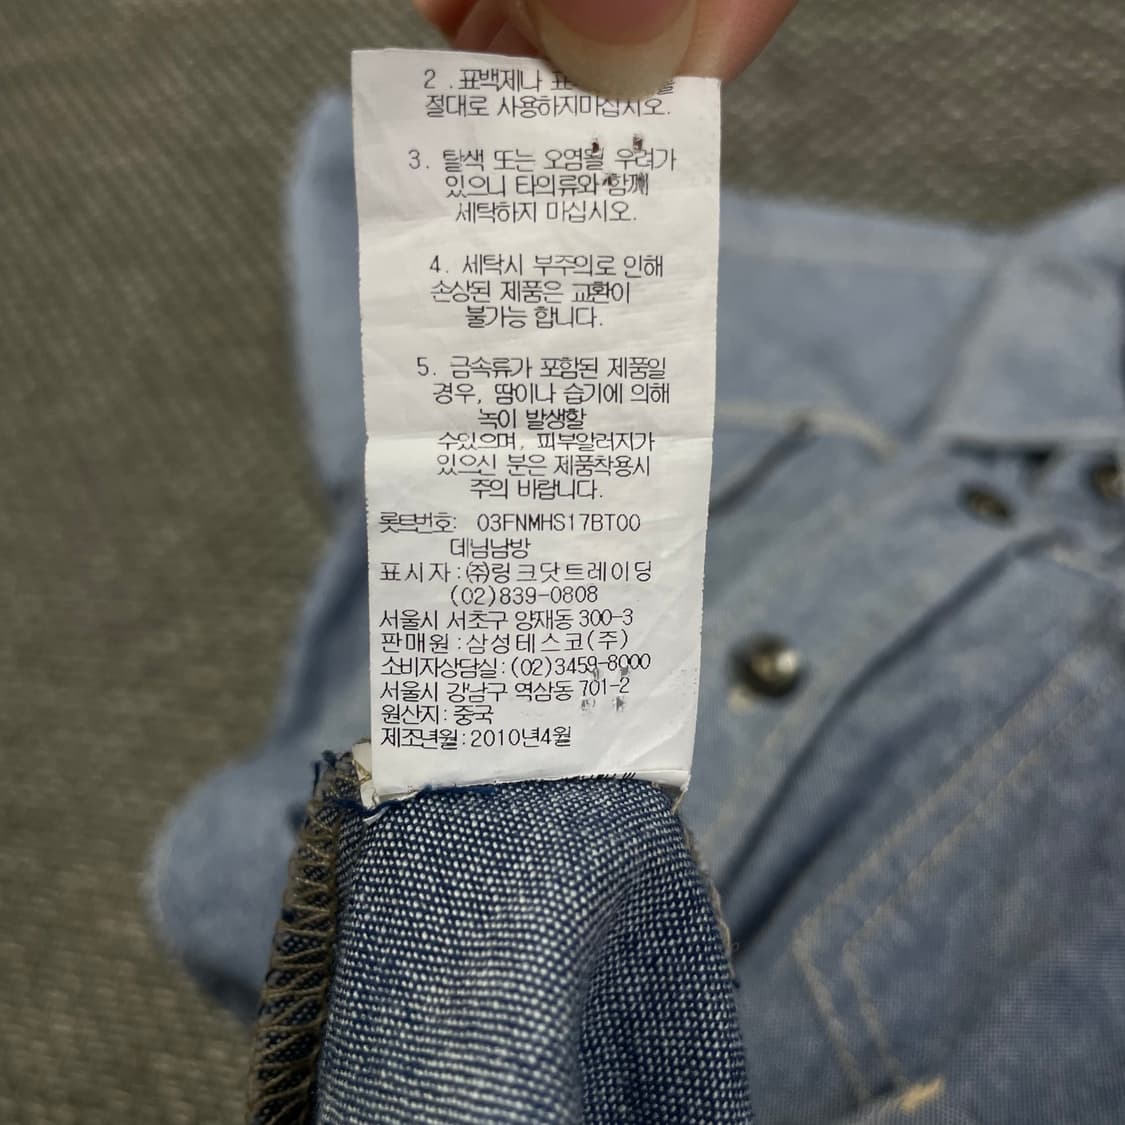 2 .표백제나
절대로 사용하지마십시오.
3. 탈색 또는 오염될 우려가
있으니 타의류와 함께
세탁하지 마십시오.
4. 세탁시 부주의로 인해
손상된 제품은 교환이
불가능 합니다.
5. 금속류가 포함된 제품일
경우, 땀이나 습기에 의해
녹이 발생할
수있으며, 피부알러지가
있으신 분은 제품착용시
주의 바랍니다.
롯트번호: 03FNMHS17BT00
데님남방
표시자:㈜링크닷트레이딩
(02)839-0808
서울시 서초구 양재동 300-3
판매원:삼성테스코(주)
소비자상담실:(02)3459-8000
서울시 강남구 역삼동 701-2
원산지:중국
제조년월:2010년4월